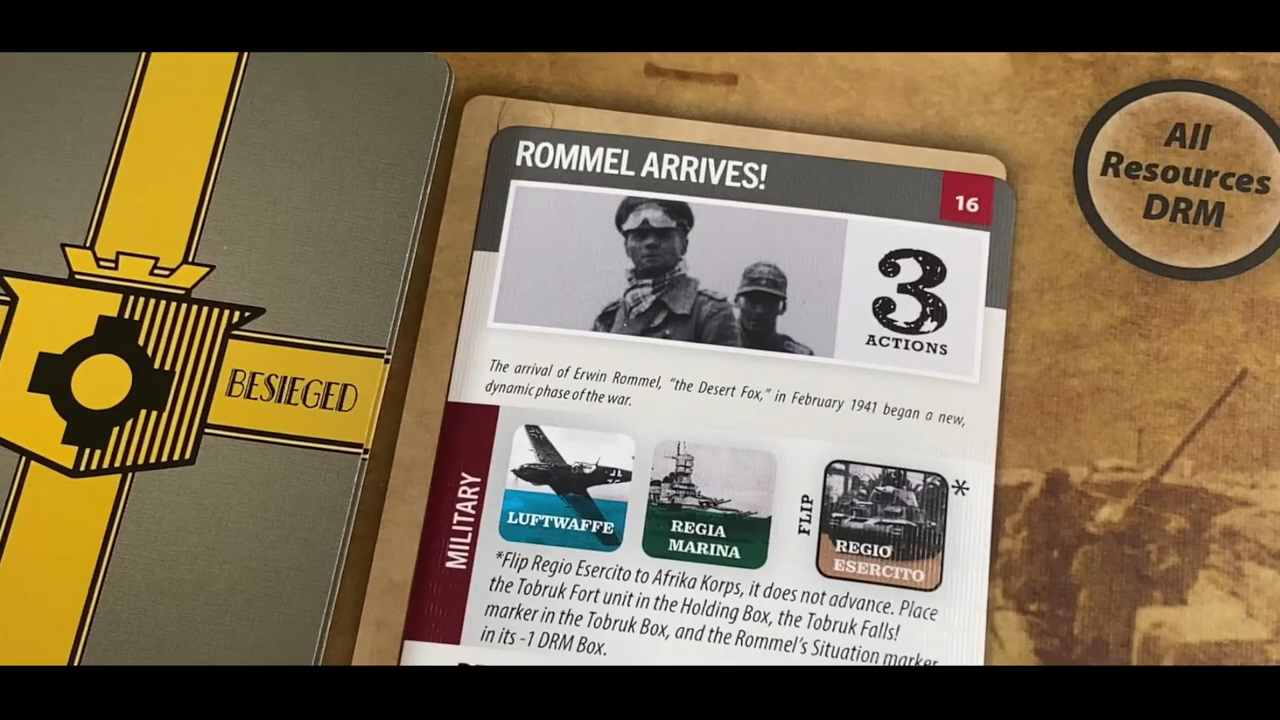 ROMMEL ARRIVES!
16
3
ACTIONS
The arrival of Erwin Rommel, “the Desert Fox,” in February 1941 began a new,
dynamic phase of the war.
MILITARY
LUFTWAFFE
REGIA
MARINA
FLIP
REGIO
ESERCITO
*
*Flip Regio Esercito to Afrika Korps, it does not advance. Place
the Tobruk Fort unit in the Holding Box, the Tobruk Falls!
marker in the Tobruk Box, and the Rommel's Situation marker
in its -1 DRM Box.
BESIEGED
All
Resources
DRM